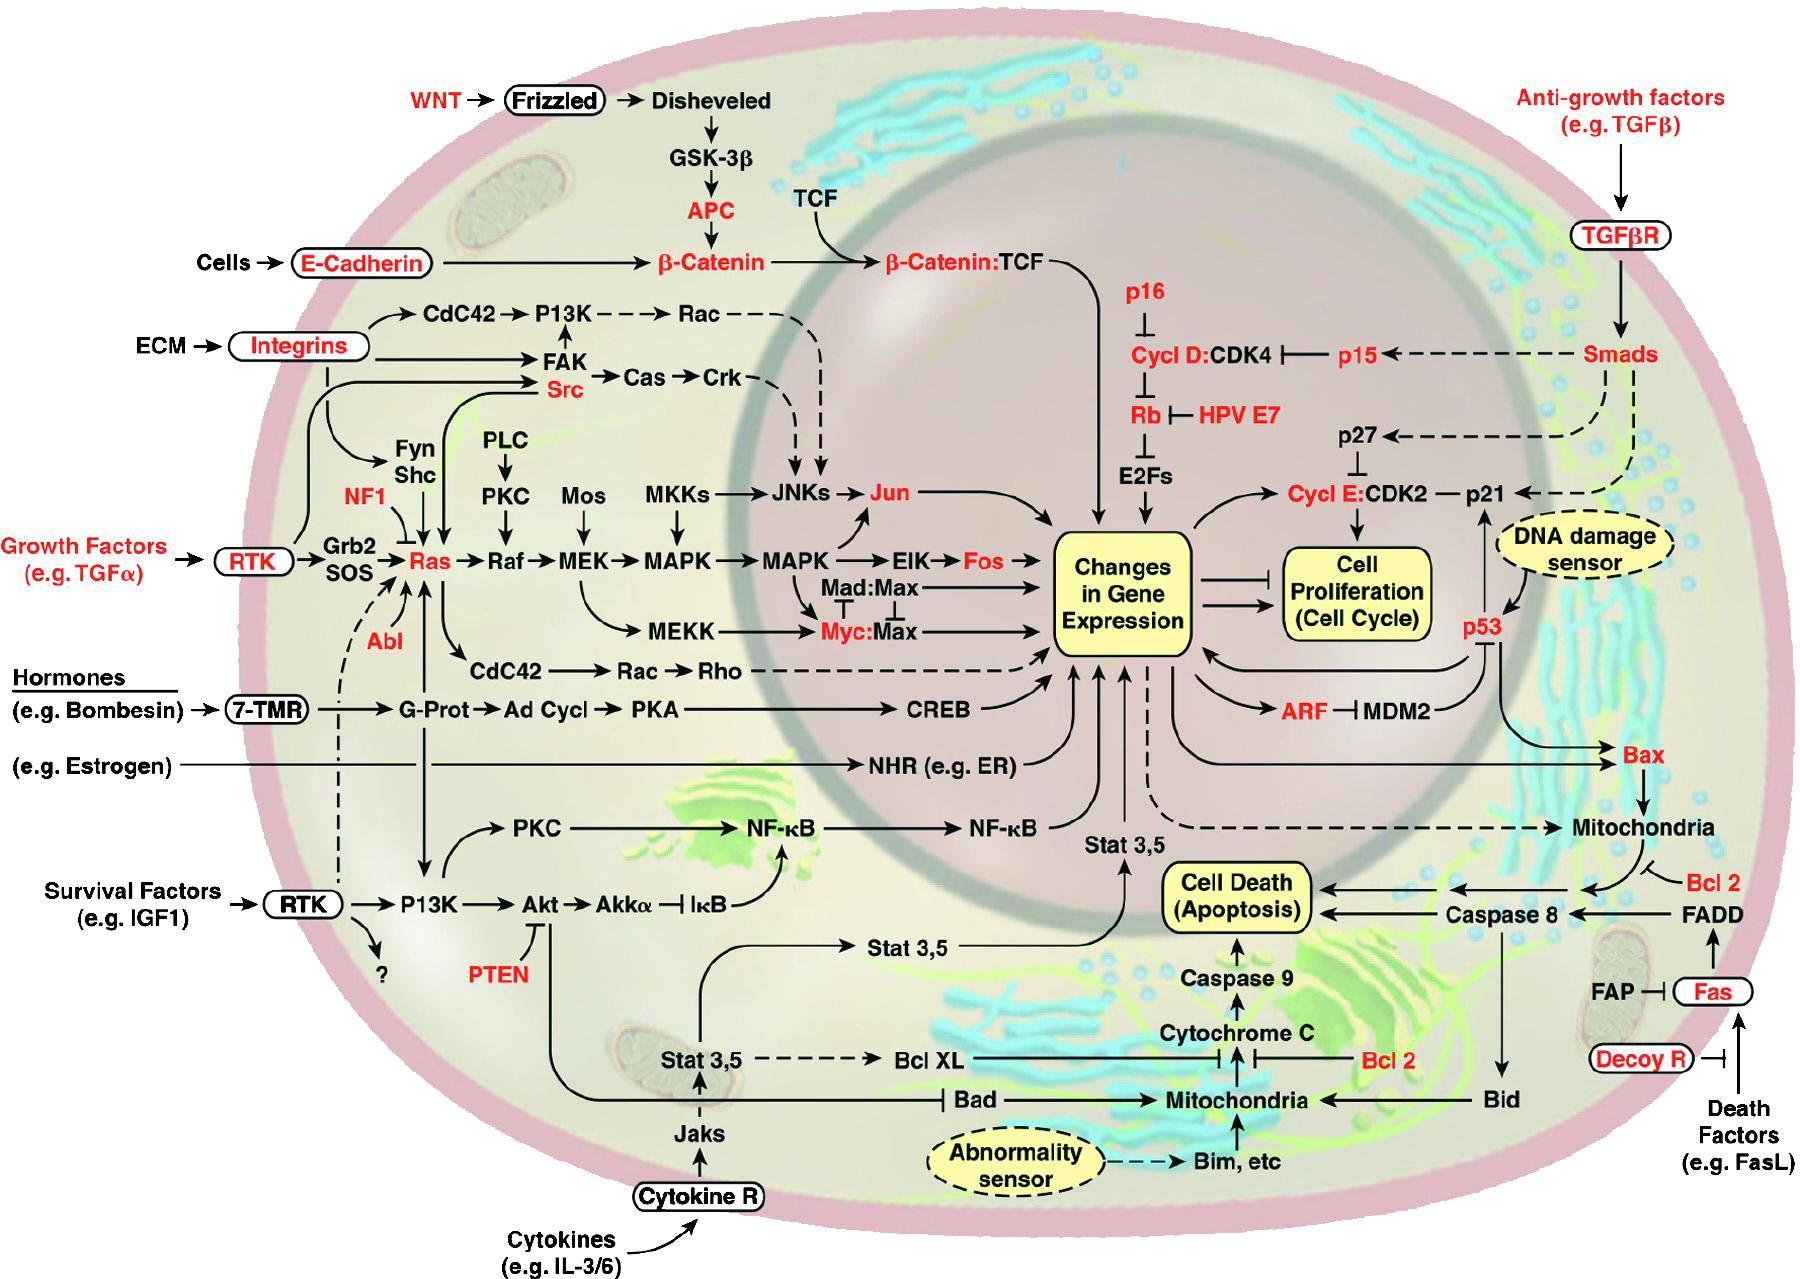 WNT
Frizzled
Disheveled
GSK-3β
APC
TCF
Cells
E-Cadherin
β-Catenin
β-Catenin:TCF
Anti-growth factors
(e.g. TGFβ)
TGFβR
Smads
p16
Cycl D:CDK4
p15
Rb
HPV E7
E2Fs
p27
Cycl E:CDK2
p21
DNA damage
sensor
ECM
Integrins
CdC42
P13K
Rac
FAK
Src
Cas
Crk
Fyn
Shc
PLC
NF1
PKC
Mos
MKKs
JNKs
Jun
Growth Factors
(e.g. TGFα)
RTK
Grb2
SOS
Ras
Raf
MEK
MAPK
MAPK
ElK
Fos
Mad:Max
Abl
MEKK
Myc:Max
CdC42
Rac
Rho
Changes
in Gene
Expression
Cell
Proliferation
(Cell Cycle)
p53
Hormones
(e.g. Bombesin)
7-TMR
G-Prot
Ad Cycl
PKA
CREB
ARF
MDM2
(e.g. Estrogen)
NHR (e.g. ER)
Bax
PKC
NF-κB
NF-κB
Stat 3,5
Mitochondria
Survival Factors
(e.g. IGF1)
RTK
P13K
Akt
Akkα
IκB
?
PTEN
Stat 3,5
Cell Death
(Apoptosis)
Bcl 2
Caspase 8
FADD
Caspase 9
FAP
Fas
Cytochrome C
Stat 3,5
Bcl XL
Bcl 2
Decoy R
Bad
Mitochondria
Bid
Death
Factors
(e.g. FasL)
Jaks
Abnormality
sensor
Bim, etc
Cytokine R
Cytokines
(e.g. IL-3/6)